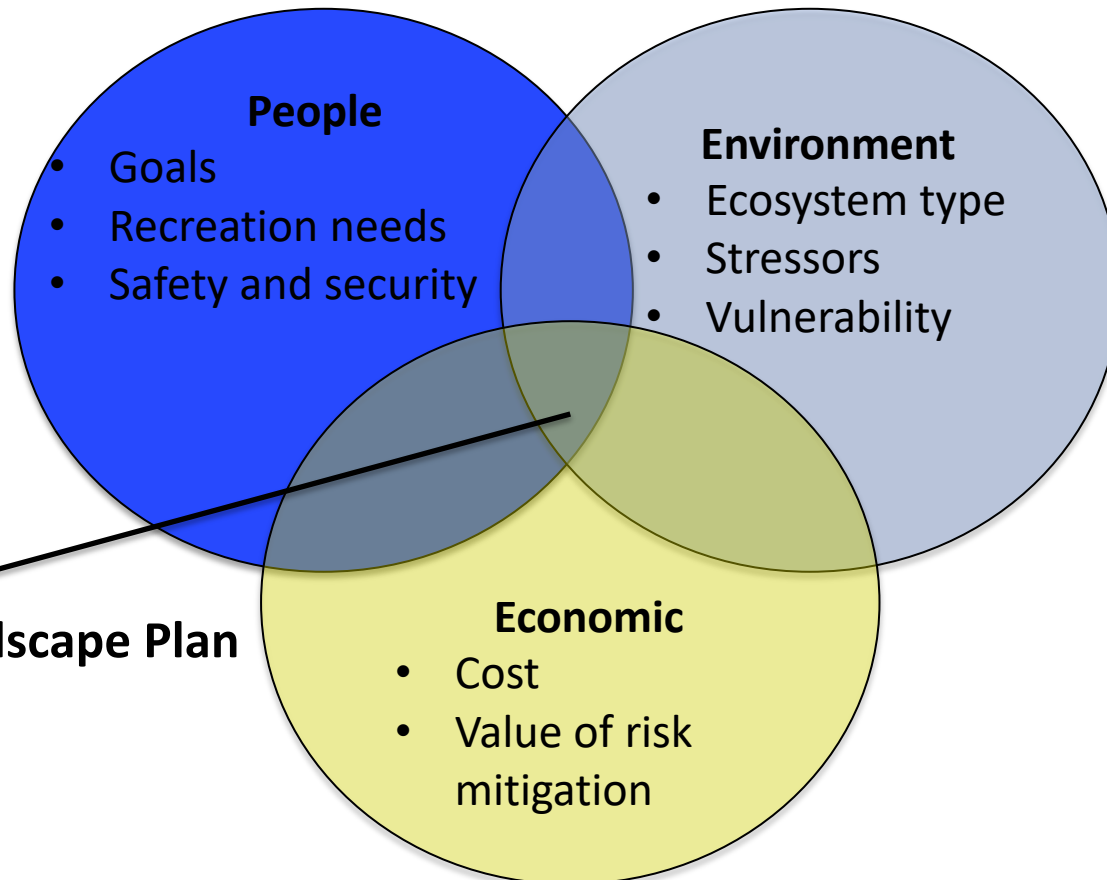 People
• Goals
• Recreation needs
• Safety and security
Environment
• Ecosystem type
• Stressors
• Vulnerability
Plan
Economic
• Cost
• Value of risk
mitigation